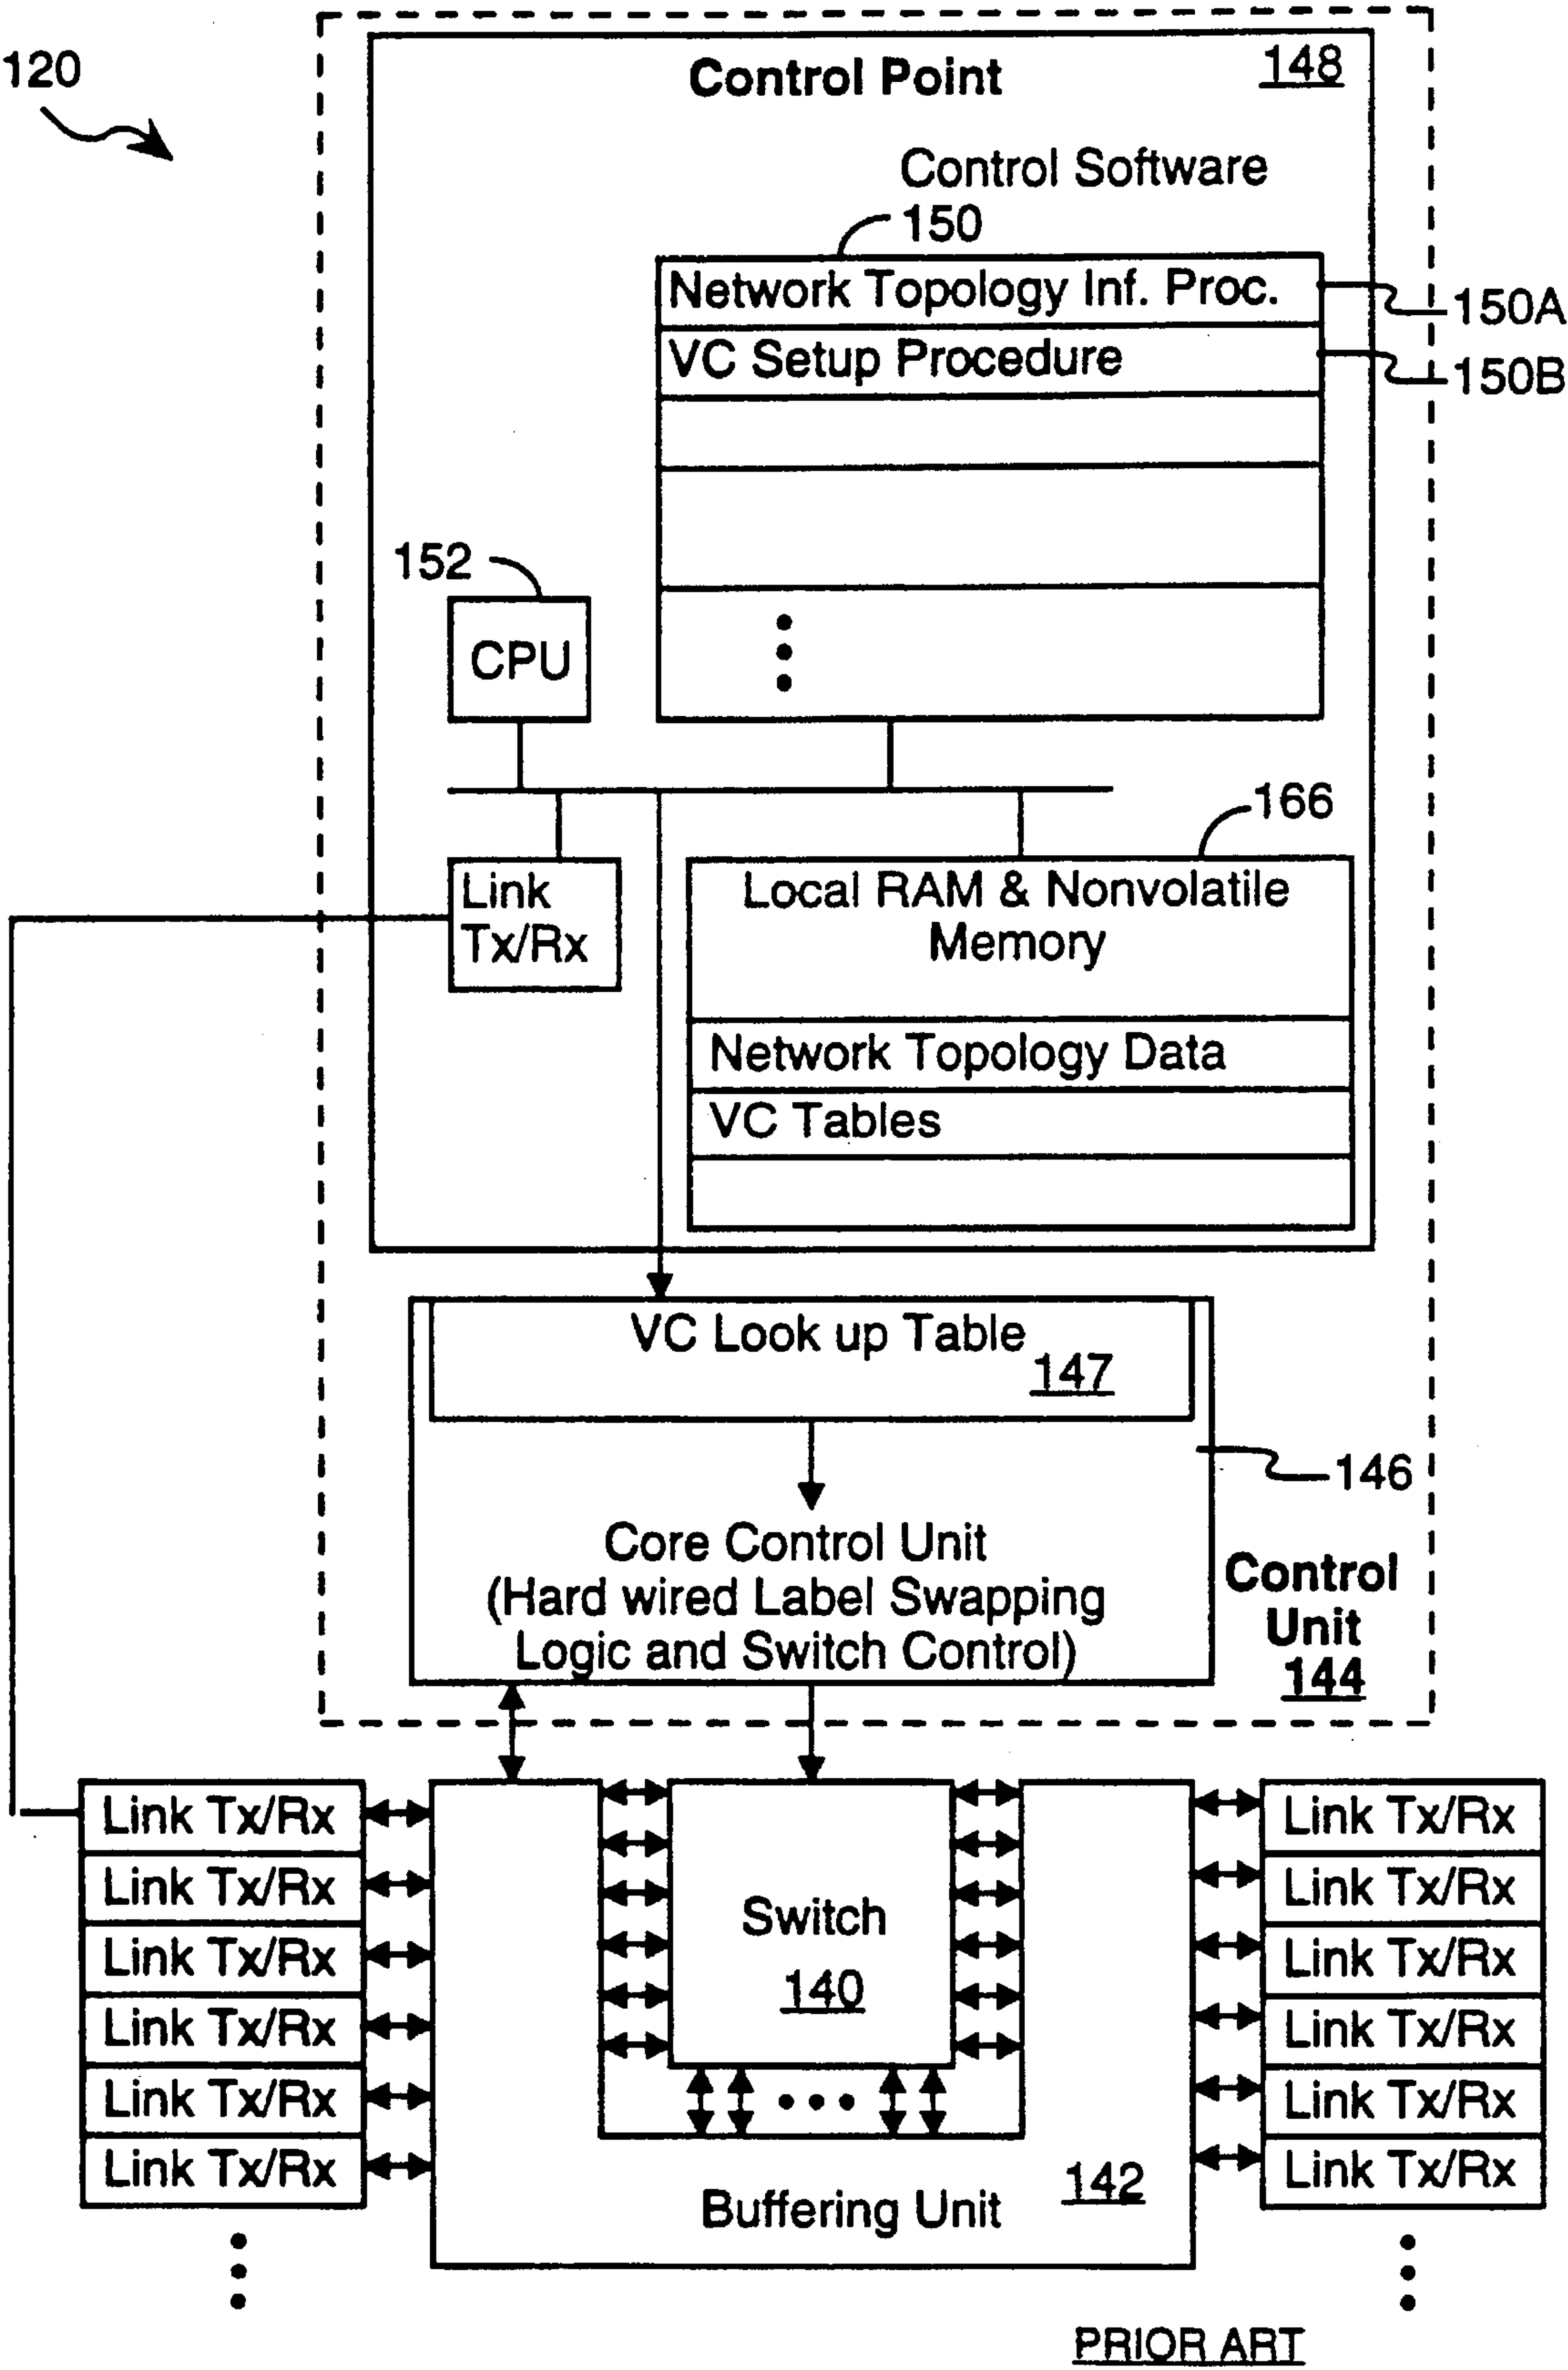 120
Control Point
148
Control Software
150
Network Topology Inf. Proc.
150A
VC Setup Procedure
150B
152
CPU
166
Link
Tx/Rx
Local RAM & Nonvolatile
Memory
Network Topology Data
VC Tables
VC Look up Table
147
146
Core Control Unit
(Hard wired Label Swapping
Logic and Switch Control)
Control
Unit
144
Link Tx/Rx
Link Tx/Rx
Link Tx/Rx
Link Tx/Rx
Link Tx/Rx
Link Tx/Rx
Switch
140
Buffering Unit
142
Link Tx/Rx
Link Tx/Rx
Link Tx/Rx
Link Tx/Rx
Link Tx/Rx
Link Tx/Rx
PRIOR ART